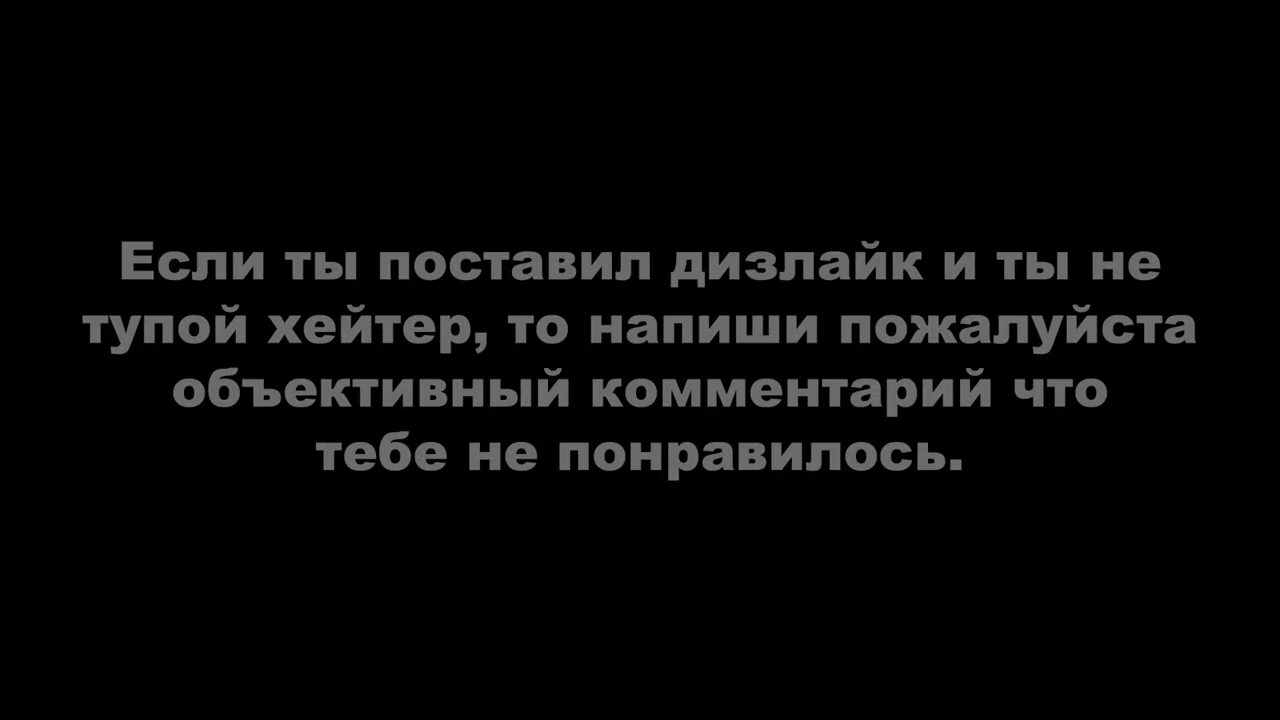 Если ты поставил дизлайк и ты не
тупой хейтер, то напиши пожалуйста
объективный комментарий что
тебе не понравилось.